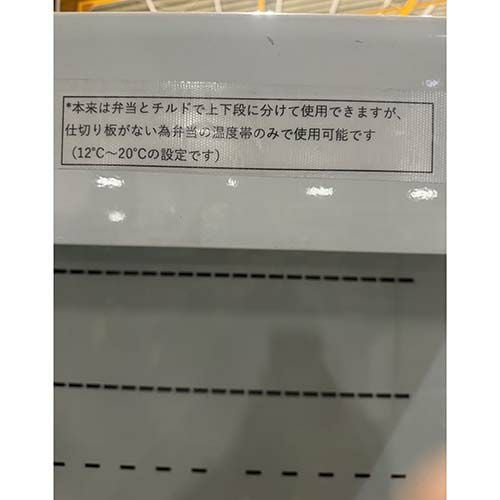 *本来は弁当とチルドで上下段に分けて使用できますが、
仕切り板がない為弁当の温度帯のみで使用可能です
（12℃～20℃の設定です）